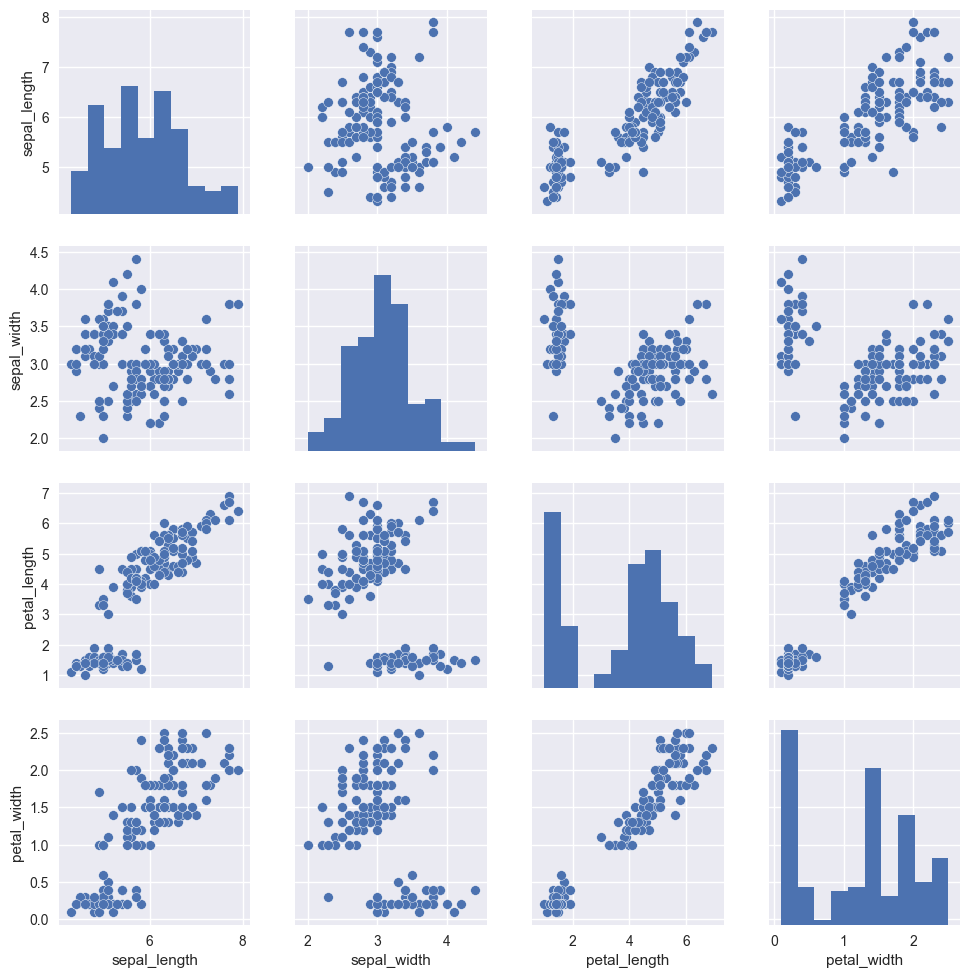 8
7
6
5
sepal_length
4.5
4.0
3.5
3.0
2.5
2.0
sepal_width
7
6
5
4
3
2
1
petal_length
2.5
2.0
1.5
1.0
0.5
0.0
petal_width
6 8
sepal_length
2 3 4
sepal_width
2 4 6
petal_length
0 1 2
petal_width